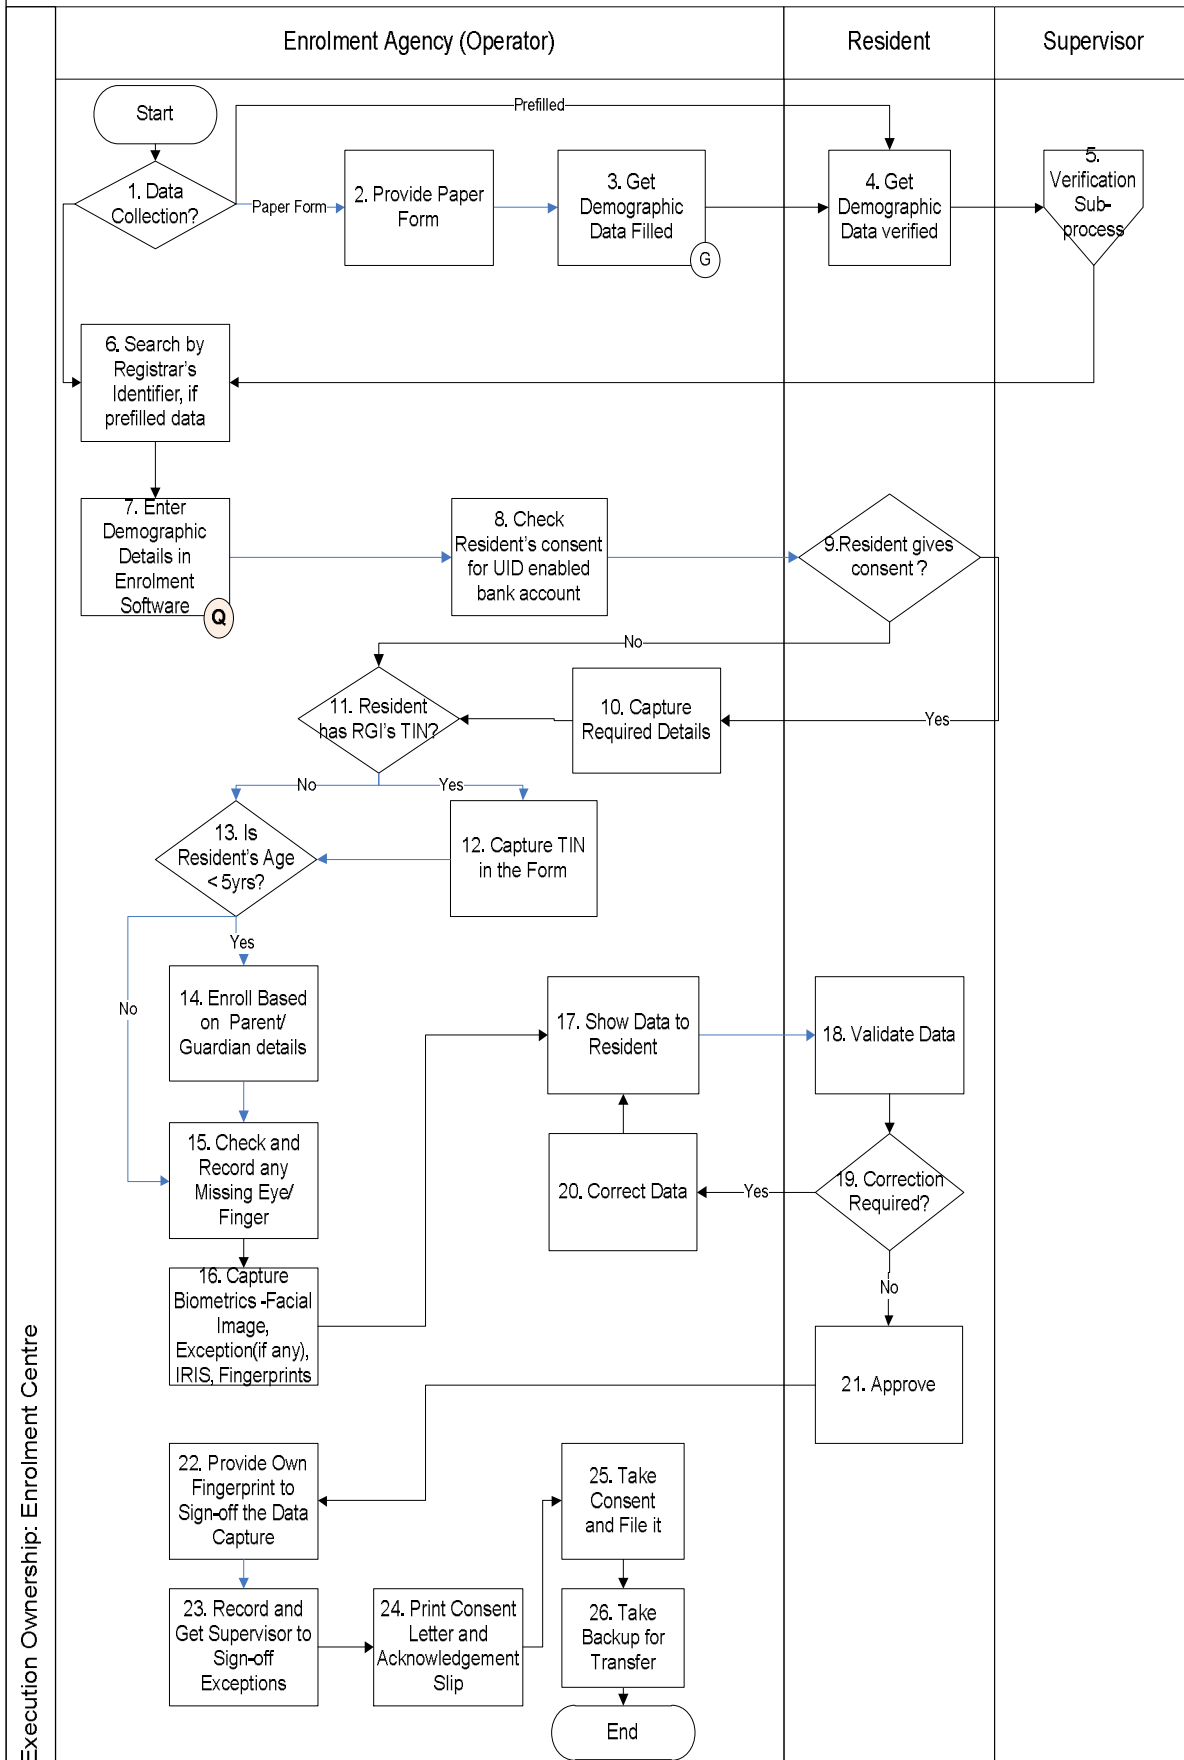 Enrolment Agency (Operator)
Resident
Supervisor
Start
Prefilled
1. Data
Collection?
Paper Form
2. Provide Paper
Form
3. Get
Demographic
Data Filled
G
4. Get
Demographic
Data verified
5.
Verification
Sub-
process
6. Search by
Registrar's
Identifier, if
prefilled data
7. Enter
Demographic
Details in
Enrolment
Software
Q
8. Check
Resident's consent
for UID enabled
bank account
9.Resident gives
consent ?
No
Yes
10. Capture
Required Details
11. Resident
has RGI's TIN?
No
Yes
12. Capture TIN
in the Form
13. Is
Resident's Age
< 5yrs?
Yes
No
14. Enroll Based
on Parent/
Guardian details
15. Check and
Record any
Missing Eye/
Finger
16. Capture
Biometrics -Facial
Image,
Exception(if any),
IRIS, Fingerprints
17. Show Data to
Resident
18. Validate Data
19. Correction
Required?
Yes
20. Correct Data
No
21. Approve
22. Provide Own
Fingerprint to
Sign-off the Data
Capture
23. Record and
Get Supervisor to
Sign-off
Exceptions
24. Print Consent
Letter and
Acknowledgement
Slip
25. Take
Consent
and File it
26. Take
Backup for
Transfer
End
Execution Ownership: Enrolment Centre